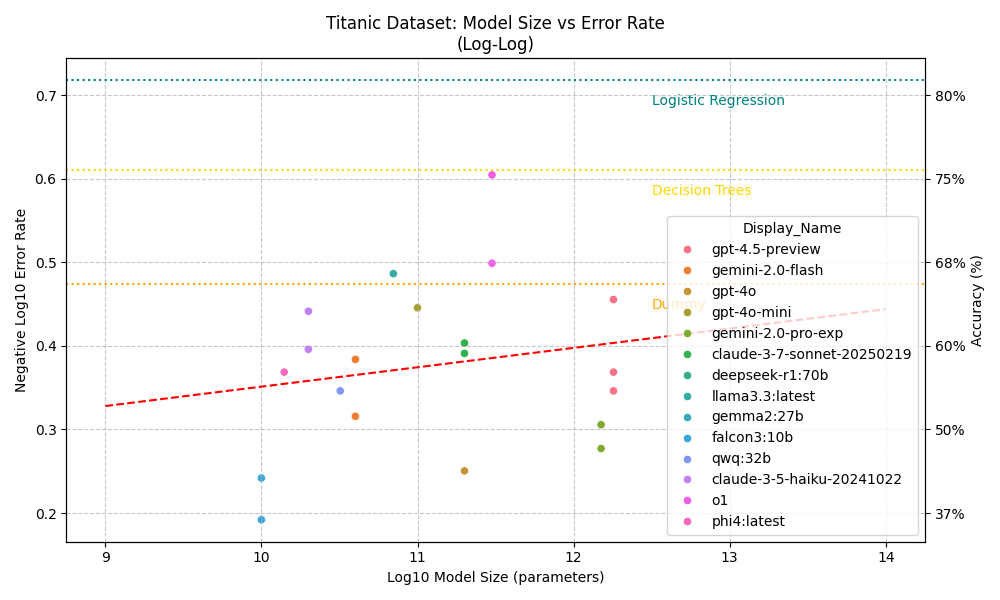 Titanic Dataset: Model Size vs Error Rate
(Log-Log)
Negative Log10 Error Rate
0.7
0.6
0.5
0.4
0.3
0.2
Logistic Regression
Decision Trees
Dummy
Display_Name
gpt-4.5-preview
gemini-2.0-flash
gpt-4o
gpt-4o-mini
gemini-2.0-pro-exp
claude-3-7-sonnet-20250219
deepseek-r1:70b
llama3.3:latest
gemma2:27b
falcon3:10b
qwq:32b
claude-3-5-haiku-20241022
o1
phi4:latest
80%
75%
68%
60%
50%
37%
Accuracy (%)
9
10
11
12
13
14
Log10 Model Size (parameters)